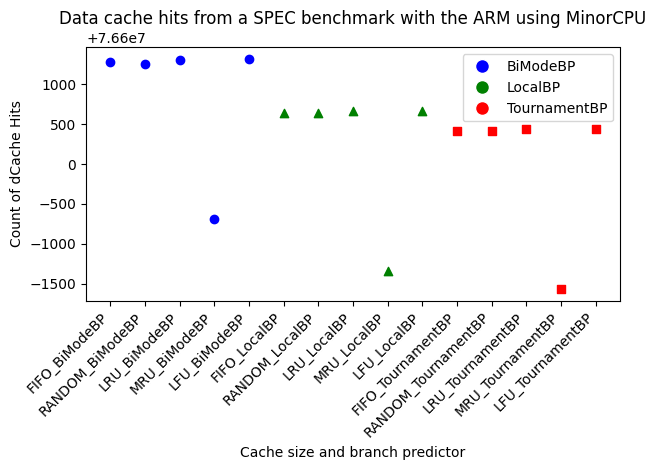 Data cache hits from a SPEC benchmark with the ARM using MinorCPU
+7.66e7
1000
500
0
−500
−1000
−1500
Count of dCache Hits
BiModeBP
LocalBP
TournamentBP
FIFO_BiModeBP
RANDOM_BiModeBP
LRU_BiModeBP
MRU_BiModeBP
LFU_BiModeBP
FIFO_LocalBP
RANDOM_LocalBP
LRU_LocalBP
MRU_LocalBP
LFU_LocalBP
FIFO_TournamentBP
RANDOM_TournamentBP
LRU_TournamentBP
MRU_TournamentBP
LFU_TournamentBP
Cache size and branch predictor